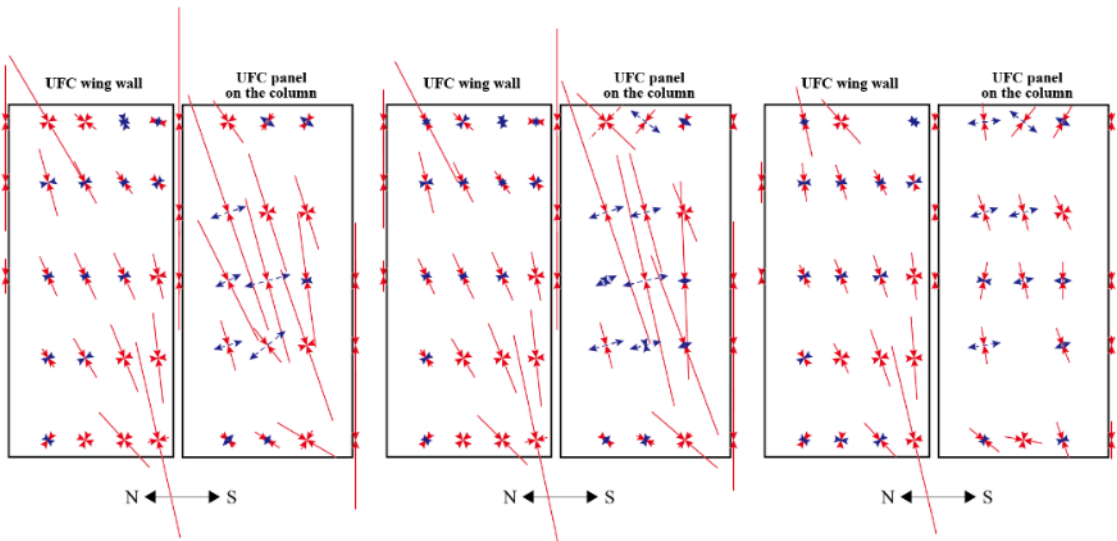 UFC wing wall
UFC panel
on the column
UFC wing wall
UFC panel
on the column
UFC wing wall
UFC panel
on the column
N S
N S
N S